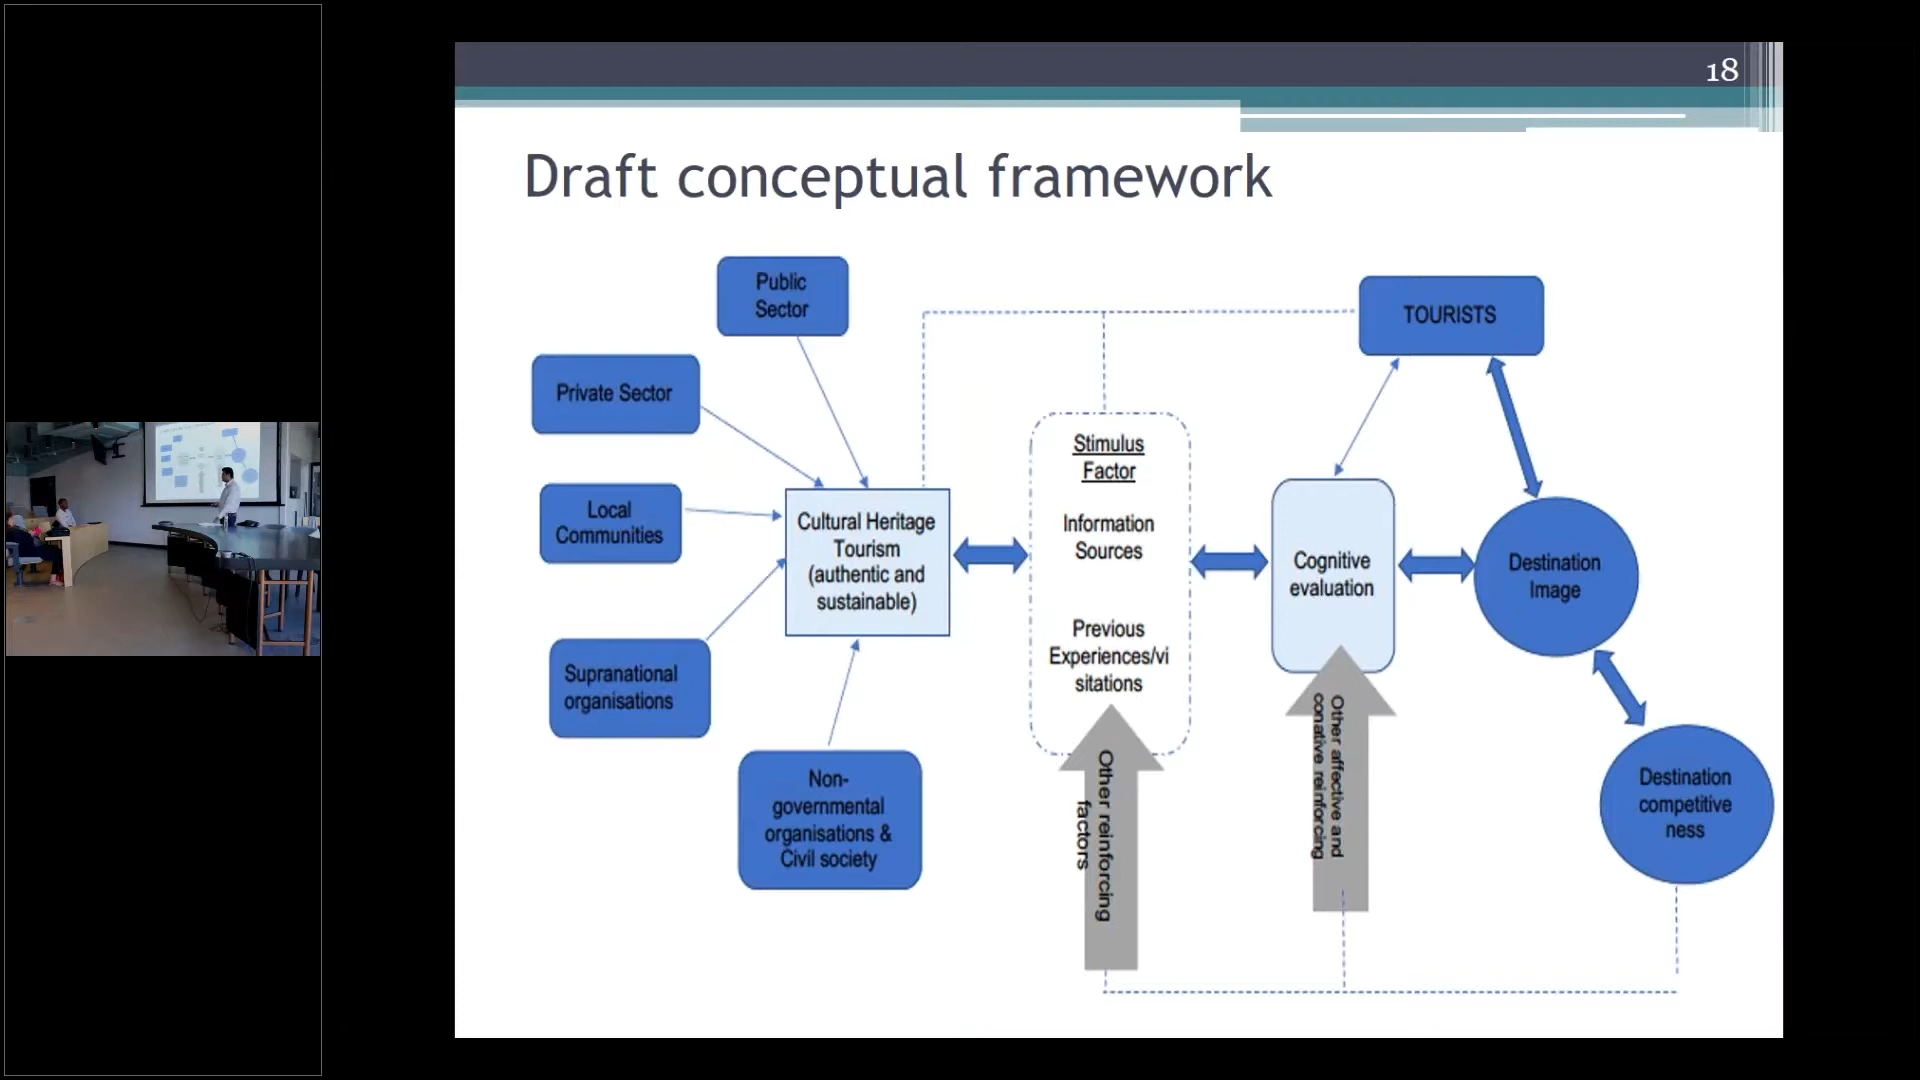 18
Draft conceptual framework
Public
Sector
TOURISTS
Private Sector
Stimulus
Factor
Local
Communities
Cultural Heritage
Tourism
(authentic and
sustainable)
Information
Sources
Cognitive
evaluation
Destination
Image
Previous
Experiences/vi
sitations
Supranational
organisations
Other affective and
conative reinforcing
Non-
governmental
organisations &
Civil society
Other reinforcing
factors
Destination
competitive
ness